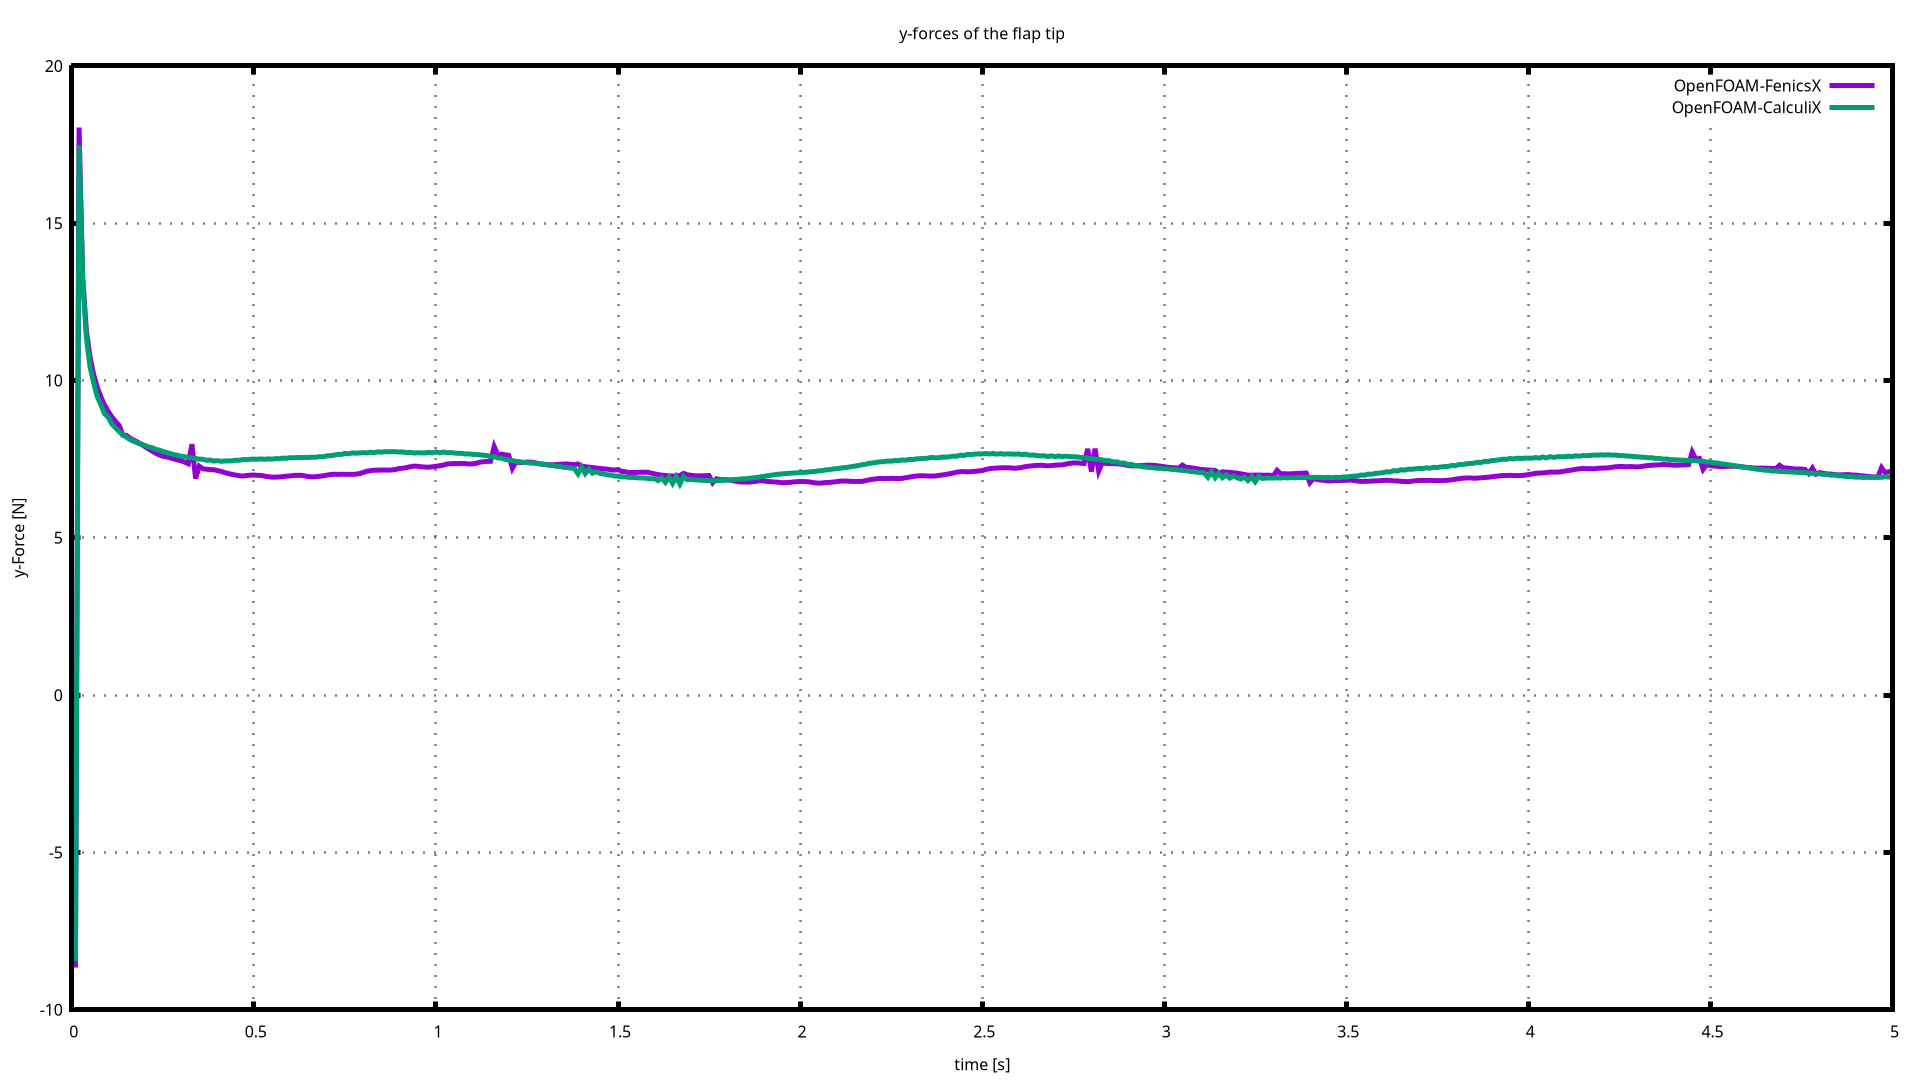 y-forces of the flap tip
OpenFOAM-FenicsX
OpenFOAM-CalculiX
20
15
10
5
0
-5
-10
y-Force [N]
0 0.5 1 1.5 2 2.5 3 3.5 4 4.5 5
time [s]